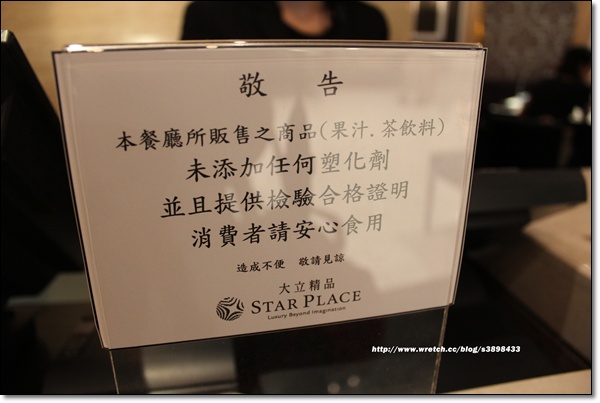 敬 告
本餐廳所販售之商品(果汁.茶飲料)
未添加任何塑化劑
並且提供檢驗合格證明
消費者請安心食用
造成不便 敬請見諒
大立精品
STAR PLACE
Luxury Beyond Imagination
http://www.wretch.cc/blog/s3898433